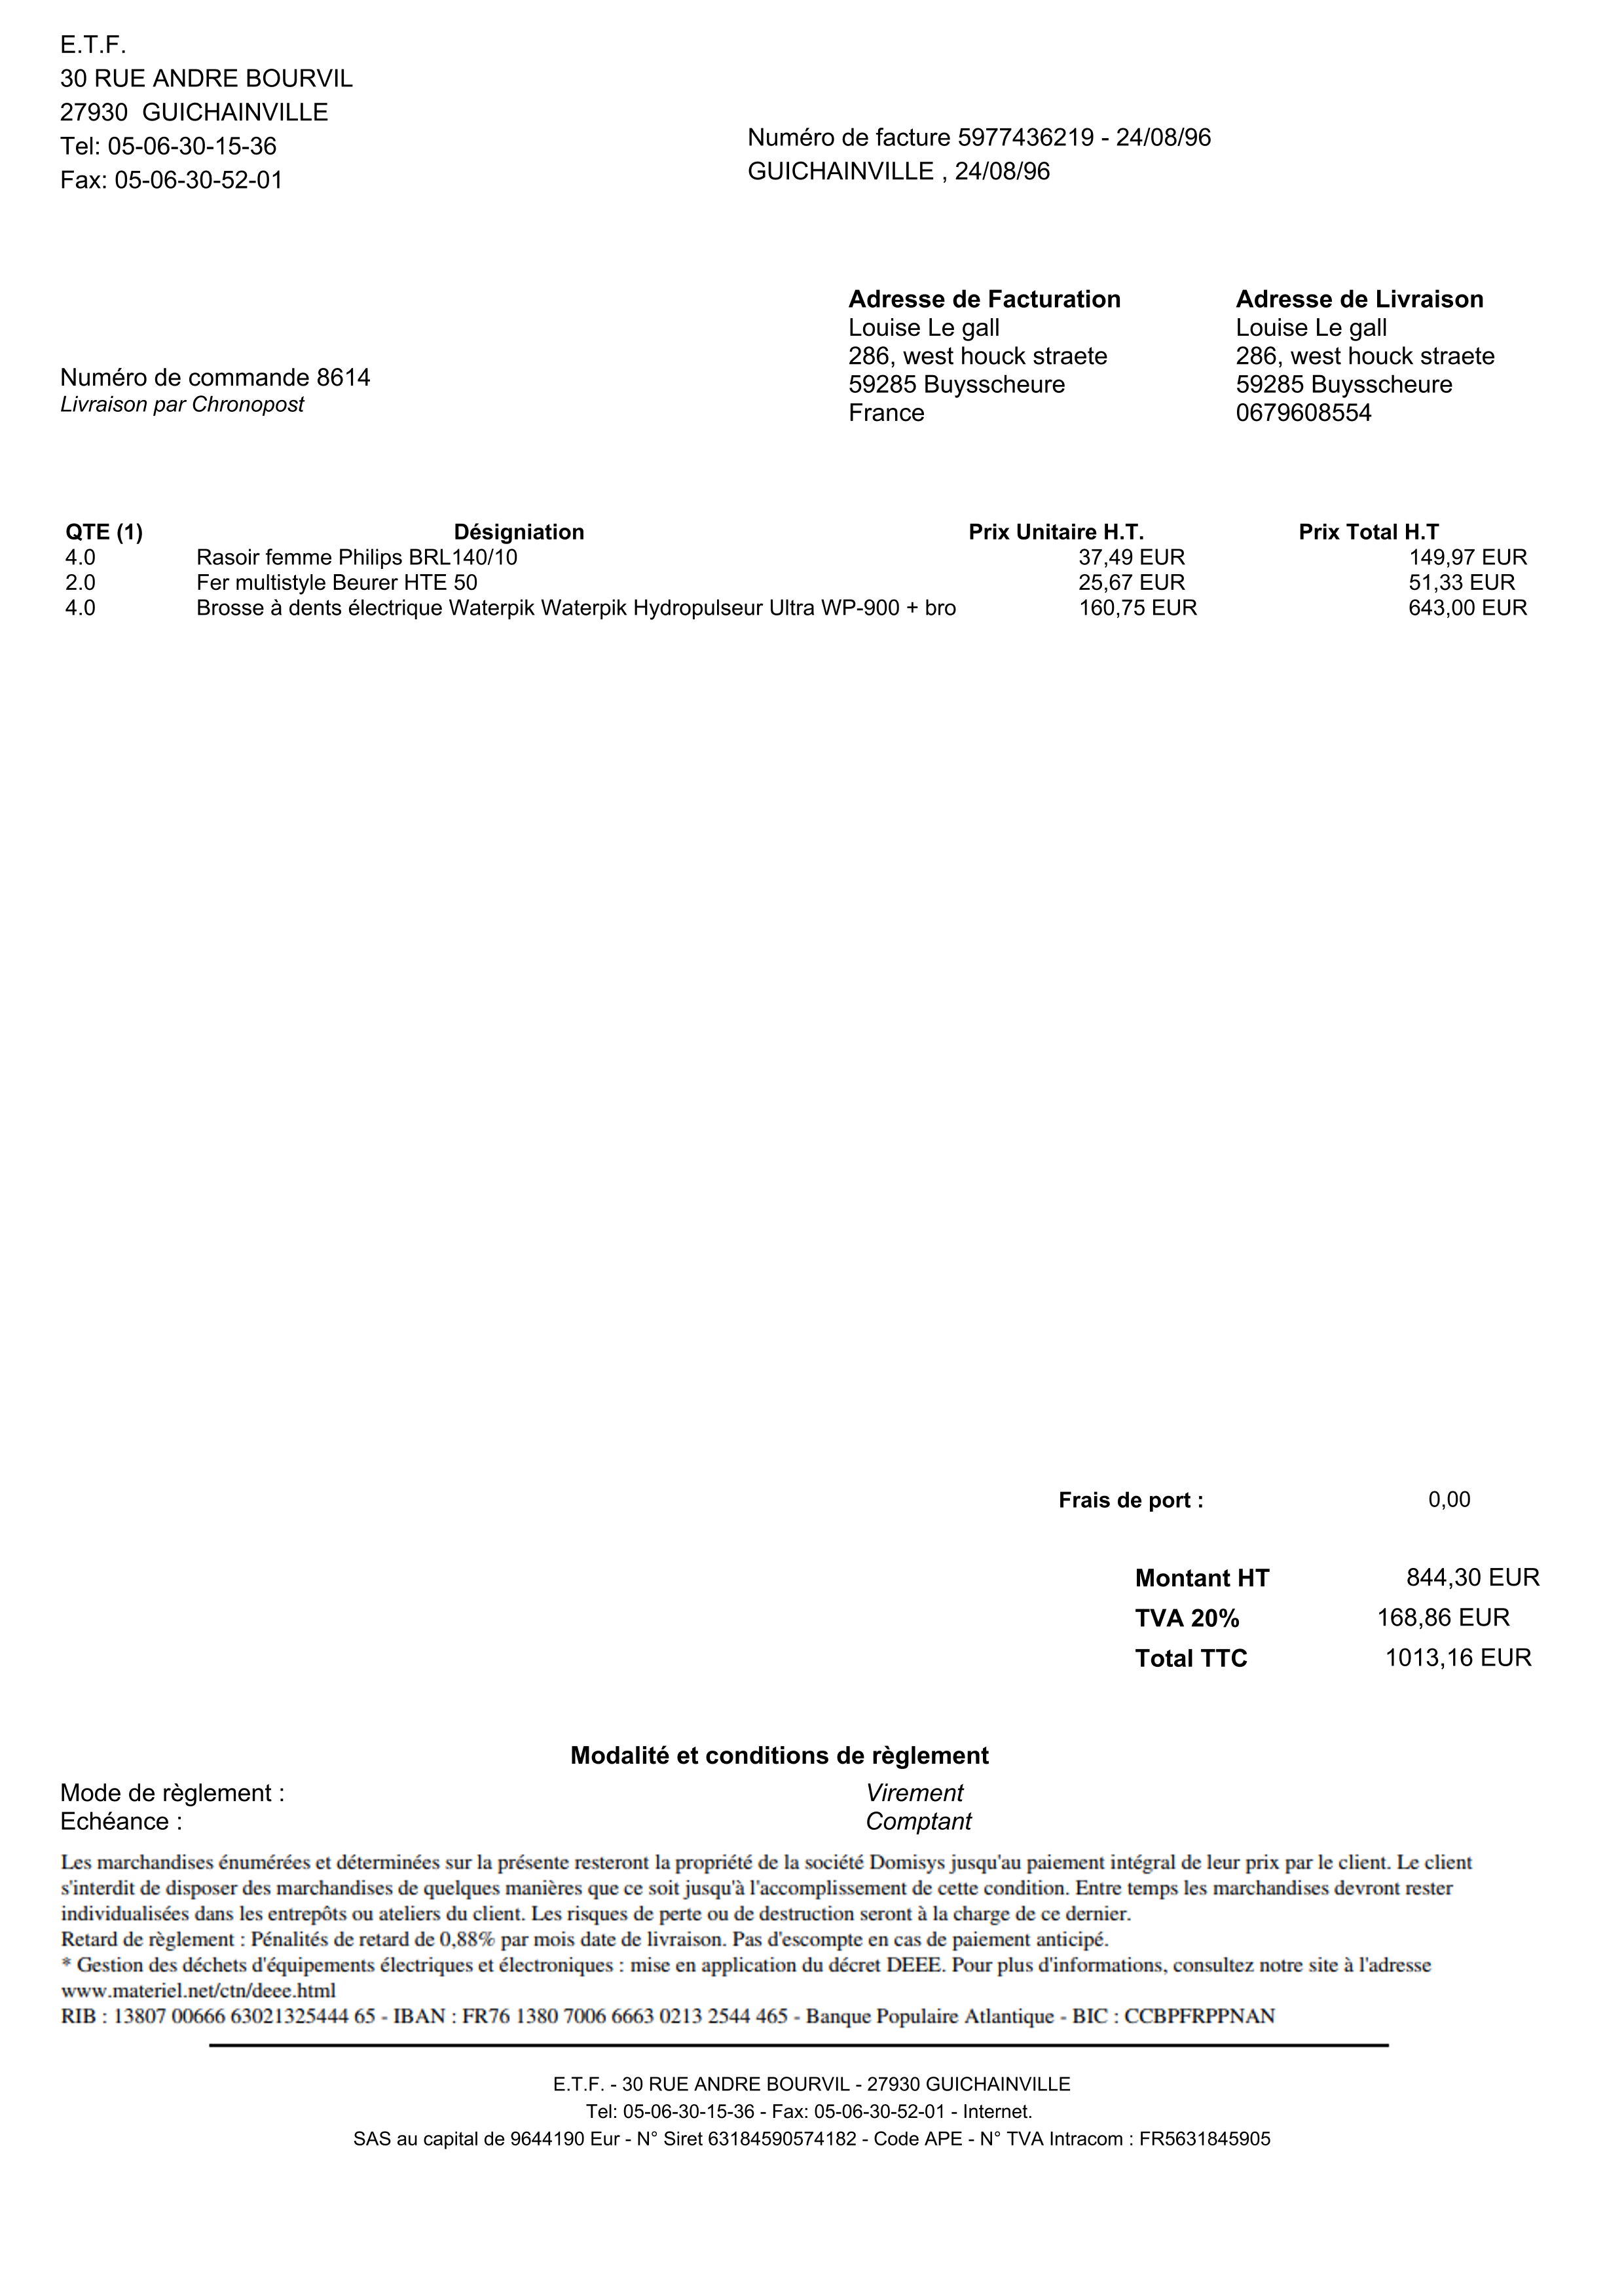 E.T.F.
30 RUE ANDRE BOURVIL
27930 GUICHAINVILLE
Tel: 05-06-30-15-36
Fax: 05-06-30-52-01
Numéro de facture 5977436219 - 24/08/96
GUICHAINVILLE , 24/08/96
Numéro de commande 8614
Livraison par Chronopost
Adresse de Facturation
Louise Le gall
286, west houck straete
59285 Buysscheure
France
Adresse de Livraison
Louise Le gall
286, west houck straete
59285 Buysscheure
0679608554
QTE (1) Désigniation Prix Unitaire H.T. Prix Total H.T
4.0 Rasoir femme Philips BRL140/10 37,49 EUR 149,97 EUR
2.0 Fer multistyle Beurer HTE 50 25,67 EUR 51,33 EUR
4.0 Brosse à dents électrique Waterpik Waterpik Hydropulseur Ultra WP-900 + bro 160,75 EUR 643,00 EUR
Frais de port : 0,00
Montant HT 844,30 EUR
TVA 20% 168,86 EUR
Total TTC 1013,16 EUR
Modalité et conditions de règlement
Mode de règlement : Virement
Echéance : Comptant
Les marchandises énumérées et déterminées sur la présente resteront la propriété de la société Domisys jusqu'au paiement intégral de leur prix par le client. Le client
s'interdit de disposer des marchandises de quelques manières que ce soit jusqu'à l'accomplissement de cette condition. Entre temps les marchandises devront rester
individualisées dans les entrepôts ou ateliers du client. Les risques de perte ou de destruction seront à la charge de ce dernier.
Retard de règlement : Pénalités de retard de 0,88% par mois date de livraison. Pas d'escompte en cas de paiement anticipé.
* Gestion des déchets d'équipements électriques et électroniques : mise en application du décret DEEE. Pour plus d'informations, consultez notre site à l'adresse
www.materiel.net/ctn/deee.html
RIB : 13807 00666 63021325444 65 - IBAN : FR76 1380 7006 6663 0213 2544 465 - Banque Populaire Atlantique - BIC : CCBPFRPPNAN
E.T.F. - 30 RUE ANDRE BOURVIL - 27930 GUICHAINVILLE
Tel: 05-06-30-15-36 - Fax: 05-06-30-52-01 - Internet.
SAS au capital de 9644190 Eur - N° Siret 63184590574182 - Code APE - N° TVA Intracom : FR5631845905